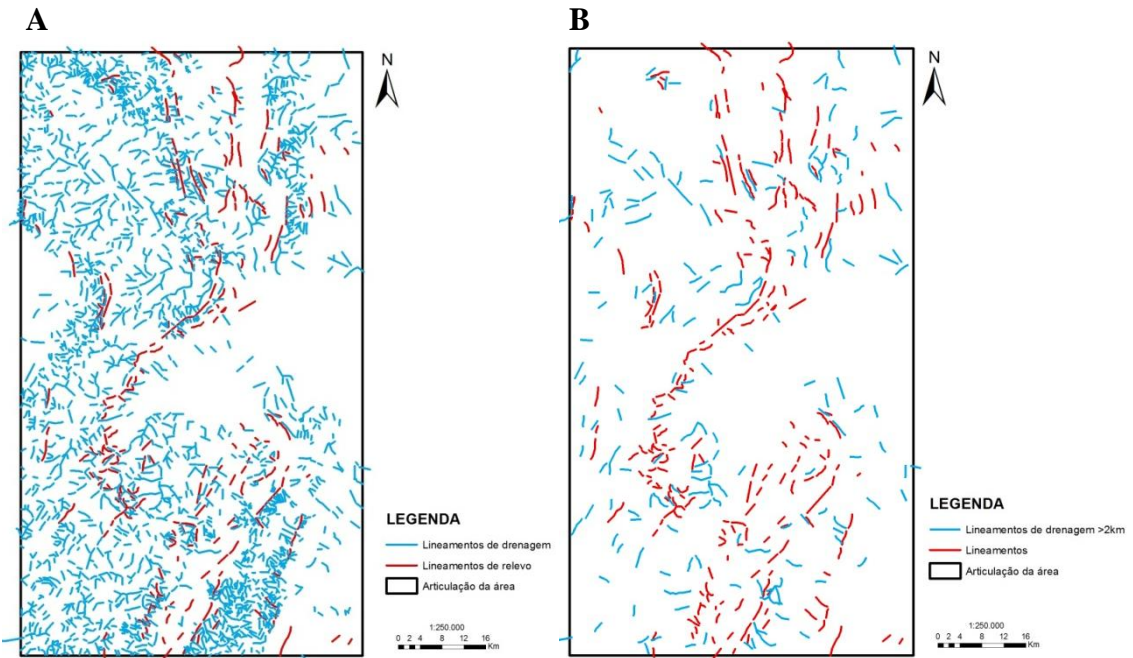 A
N
LEGENDA
Lineamentos de drenagem
Lineamentos de relevo
Articulação da área
1:250.000
0 2 4 8 12 16
Km
B
N
LEGENDA
Lineamentos de drenagem >2km
Lineamentos
Articulação da área
1:250.000
0 2 4 8 12 16
Km